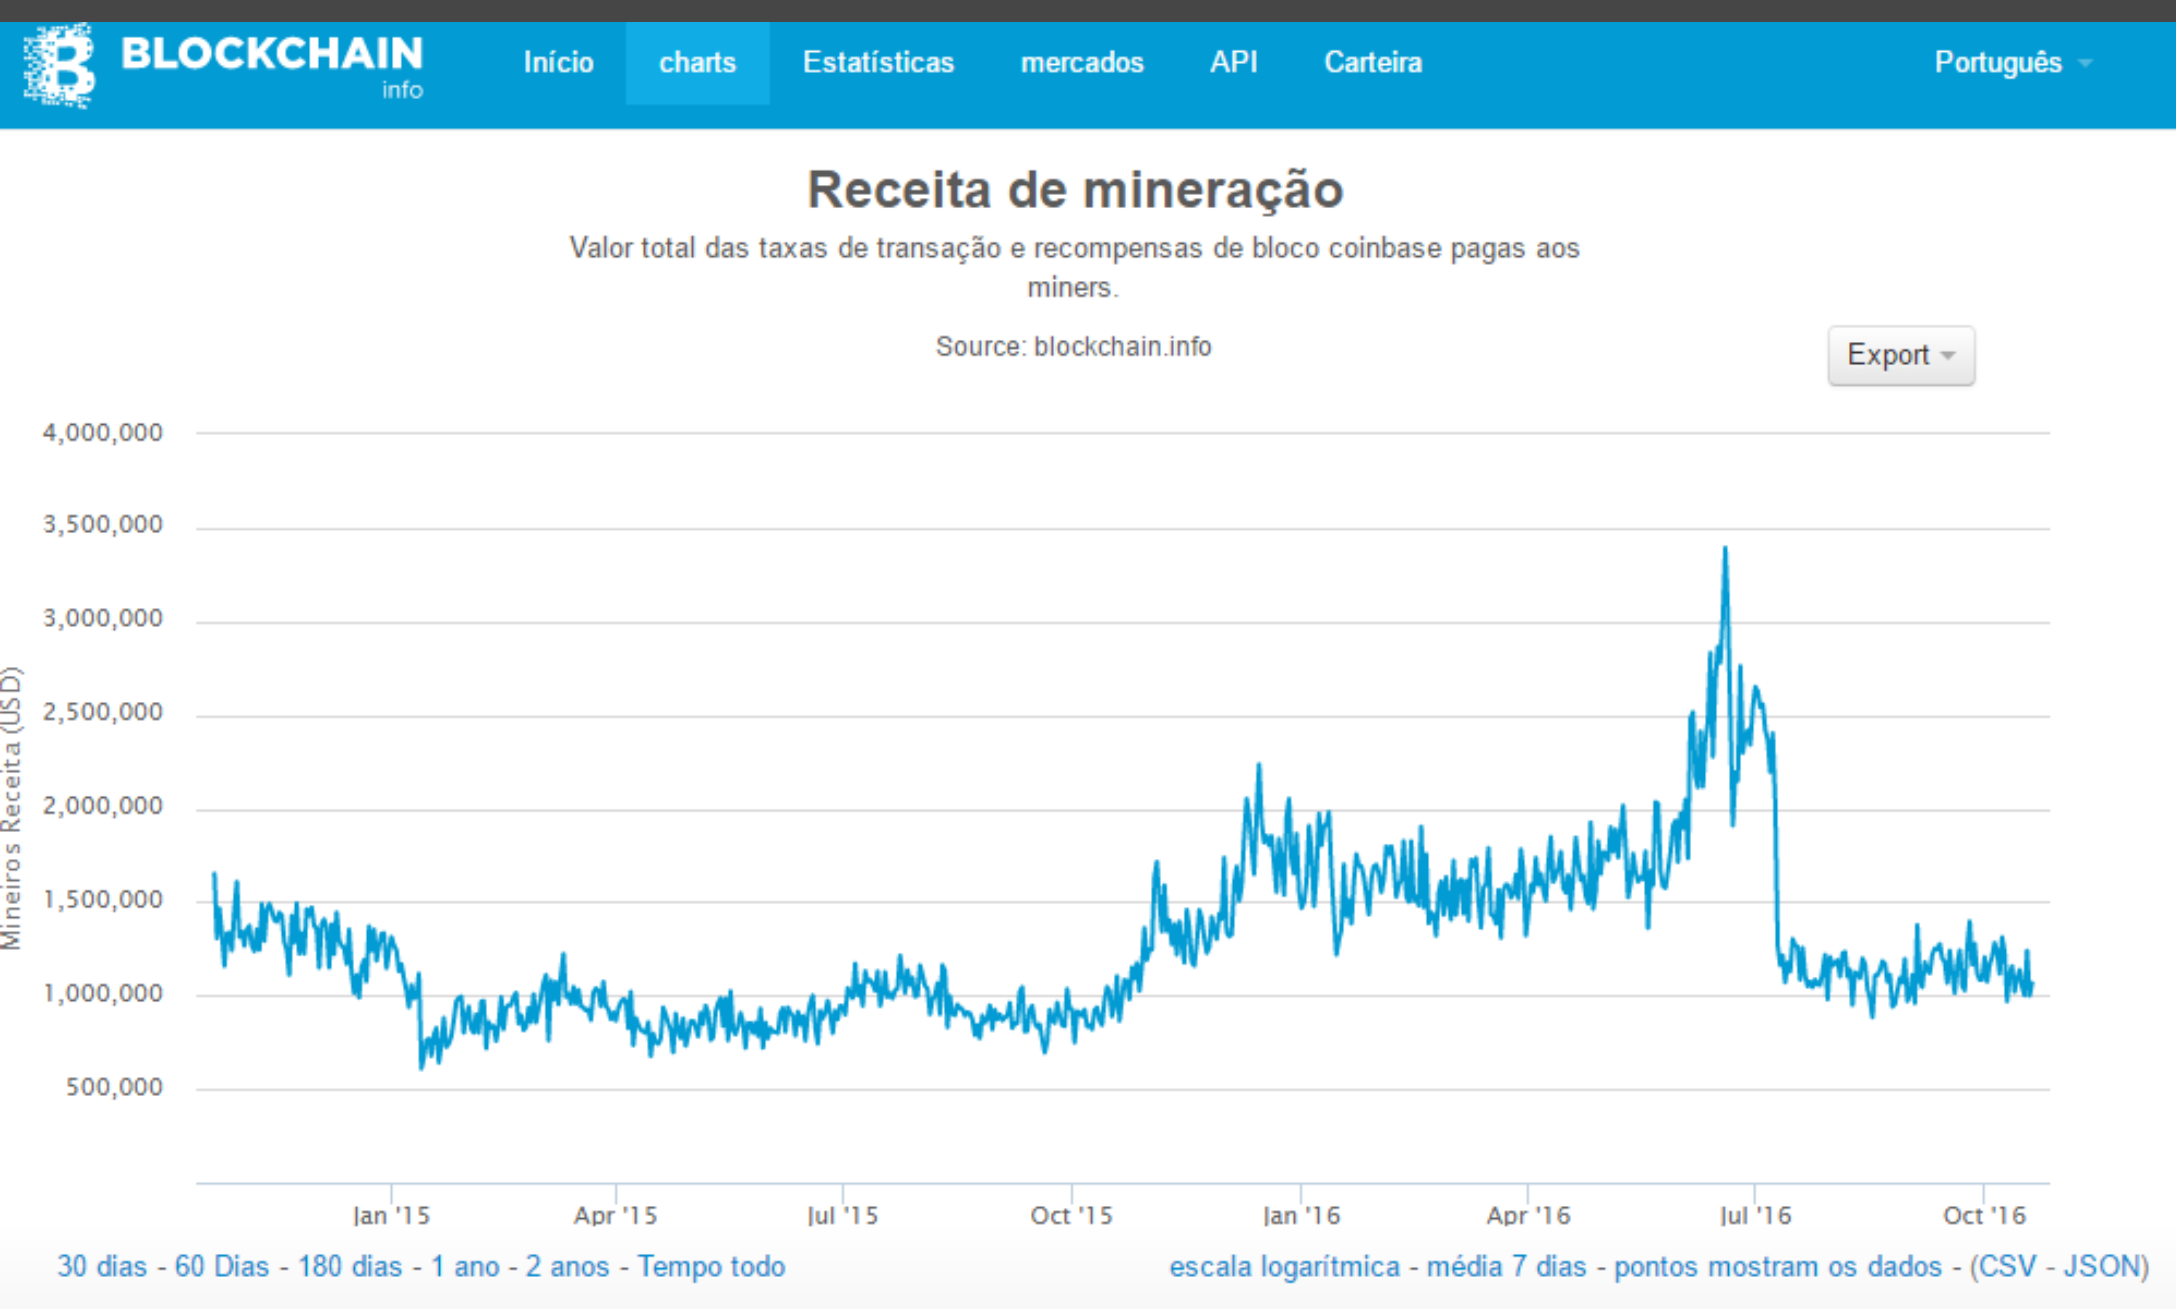 BLOCKCHAIN
info
Início charts Estatísticas mercados API Carteira Português
Receita de mineração
Valor total das taxas de transação e recompensas de bloco coinbase pagas aos
miners.
Source: blockchain.info
Export
4,000,000
3,500,000
3,000,000
2,500,000
2,000,000
1,500,000
1,000,000
500,000
Mineiros Receita (USD)
Jan '15 Apr '15 Jul '15 Oct '15 Jan '16 Apr '16 Jul '16 Oct '16
30 dias - 60 Dias - 180 dias - 1 ano - 2 anos - Tempo todo
escala logarítmica - média 7 dias - pontos mostram os dados - (CSV - JSON)